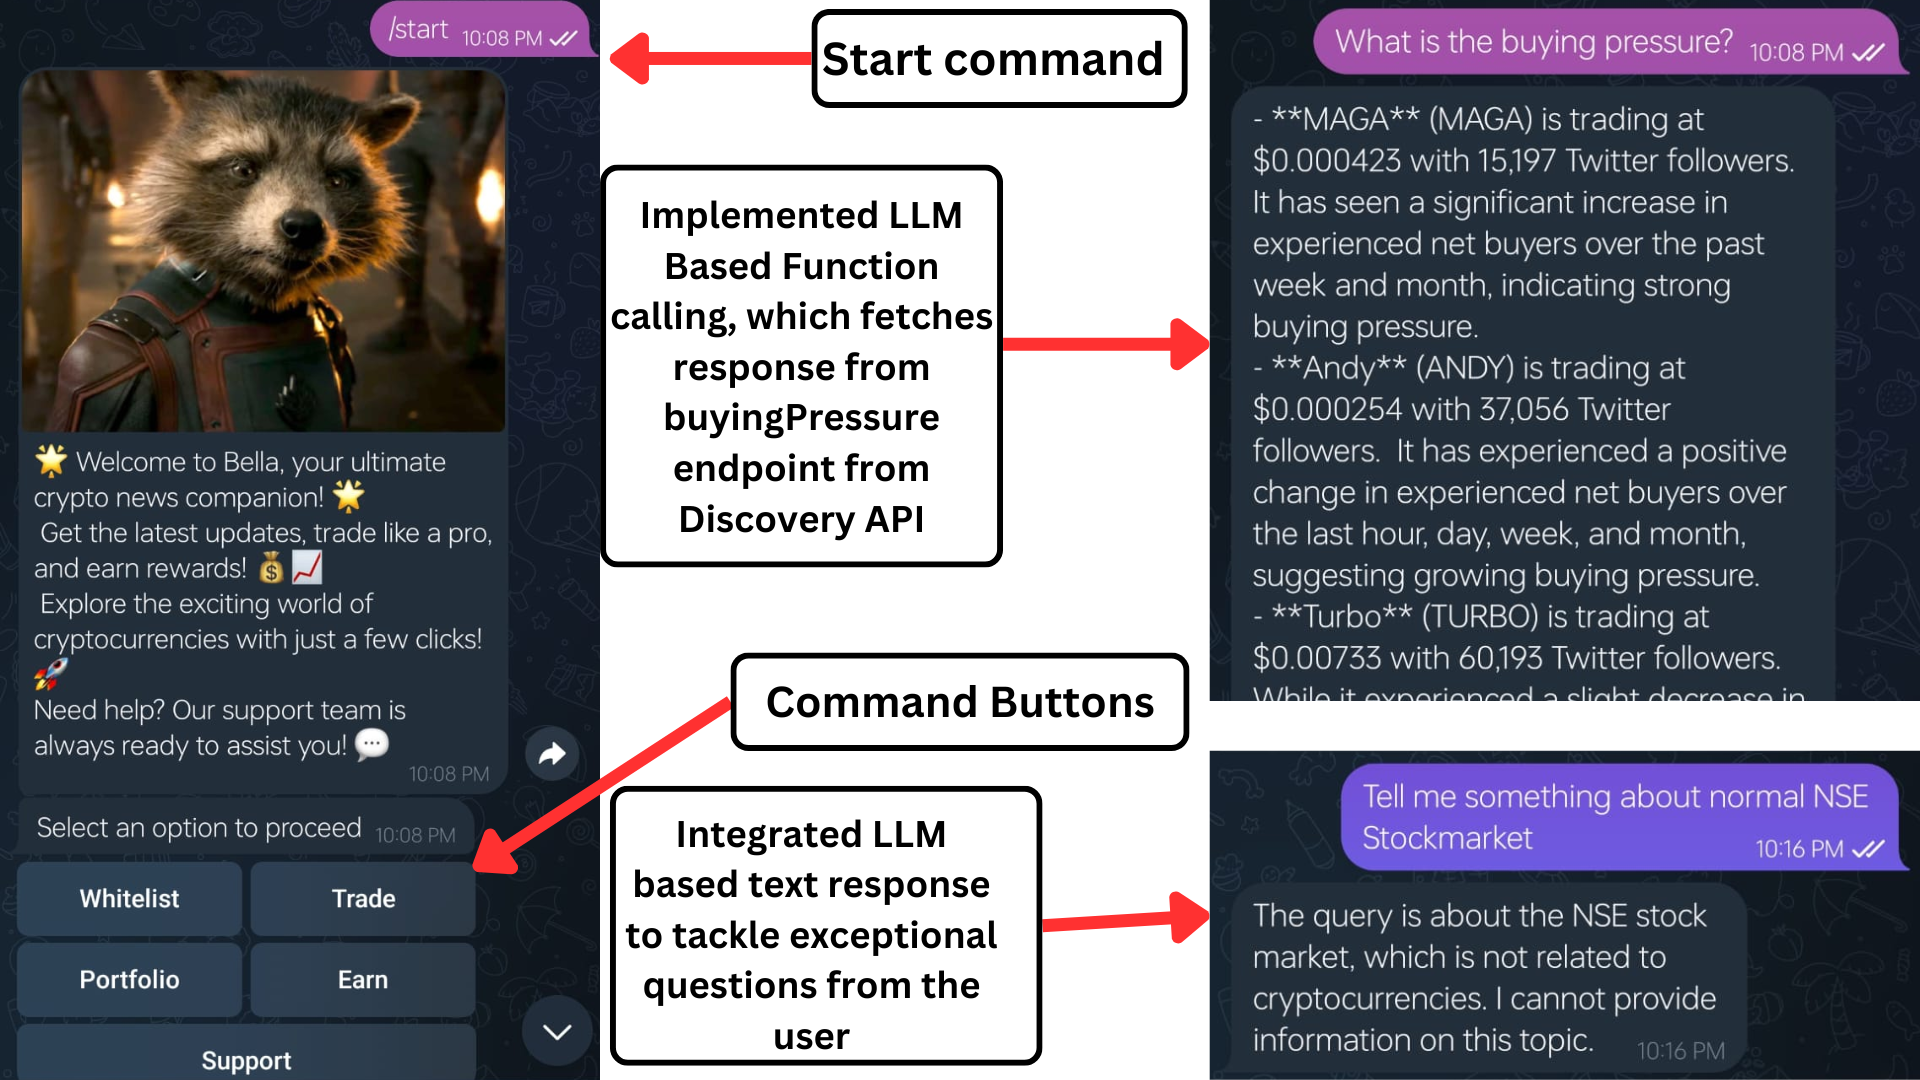 /start 10:08 PM
🌟 Welcome to Bella, your ultimate
crypto news companion! 🌟
Get the latest updates, trade like a pro,
and earn rewards! 💰📈
Explore the exciting world of
cryptocurrencies with just a few clicks!
🚀
Need help? Our support team is
always ready to assist you! 💬
10:08 PM
Select an option to proceed 10:08 PM
Whitelist
Trade
Portfolio
Earn
Support
Start command
Implemented LLM
Based Function
calling, which fetches
response from
buyingPressure
endpoint from
Discovery API
Command Buttons
Integrated LLM
based text response
to tackle exceptional
questions from the
user
What is the buying pressure? 10:08 PM
- **MAGA** (MAGA) is trading at
$0.000423 with 15,197 Twitter followers.
It has seen a significant increase in
experienced net buyers over the past
week and month, indicating strong
buying pressure.
- **Andy** (ANDY) is trading at
$0.000254 with 37,056 Twitter
followers.  It has experienced a positive
change in experienced net buyers over
the last hour, day, week, and month,
suggesting growing buying pressure.
- **Turbo** (TURBO) is trading at
$0.00733 with 60,193 Twitter followers.
While it experienced a slight decrease in
Tell me something about normal NSE
Stockmarket
10:16 PM
The query is about the NSE stock
market, which is not related to
cryptocurrencies. I cannot provide
information on this topic. 10:16 PM